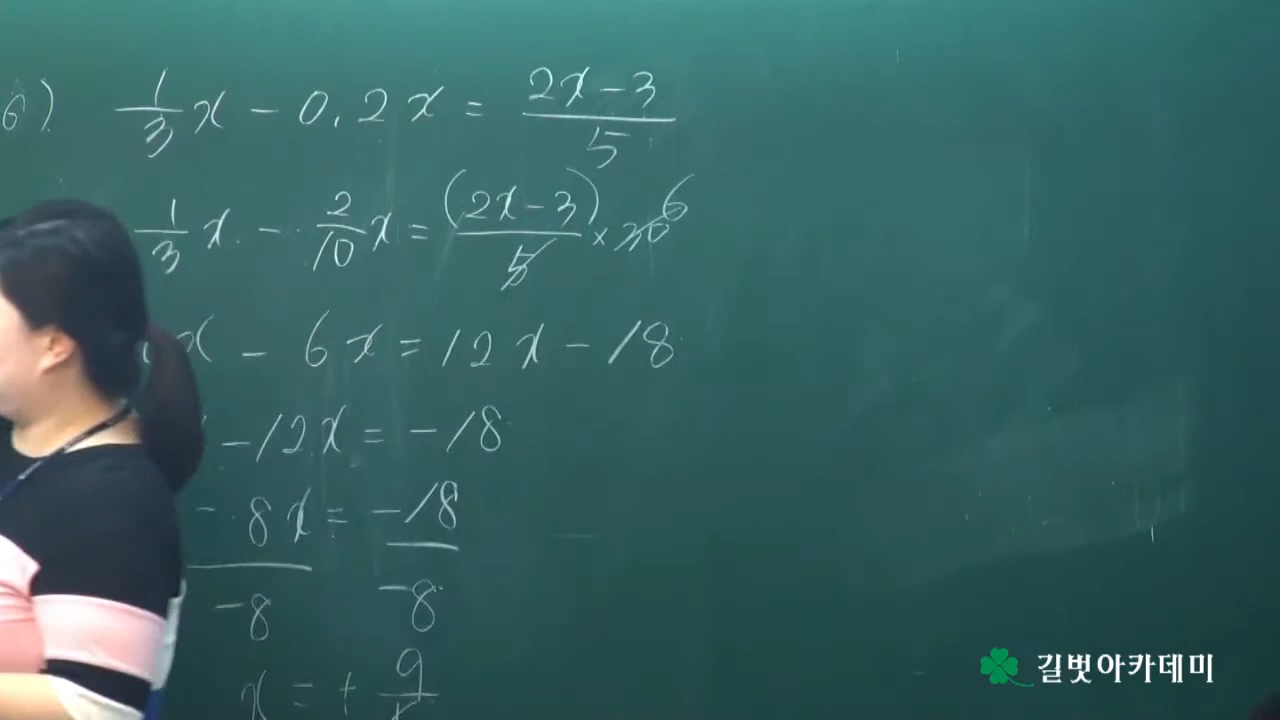 6) 1/3 x - 0.2x = 2x-3/5
1/3 x - 2/10 x = (2x-3)/5 × 30 6
x - 6x = 12x - 18
-12x = -18
-8x = -18
-8 -8
x = + 9/
길벗아카데미